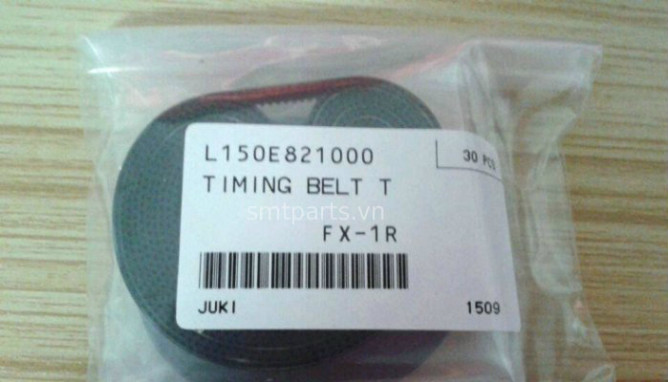 L150E821000
30 PCS
TIMING BELT T
smtparts.vn
FX-1R
JUKI
1509